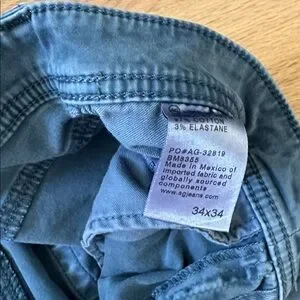 3% ELASTANE
PO#AG-32819
BM8355
Made in Mexico of
imported fabric and
globally sourced
components
www.agjeans.com
34x34